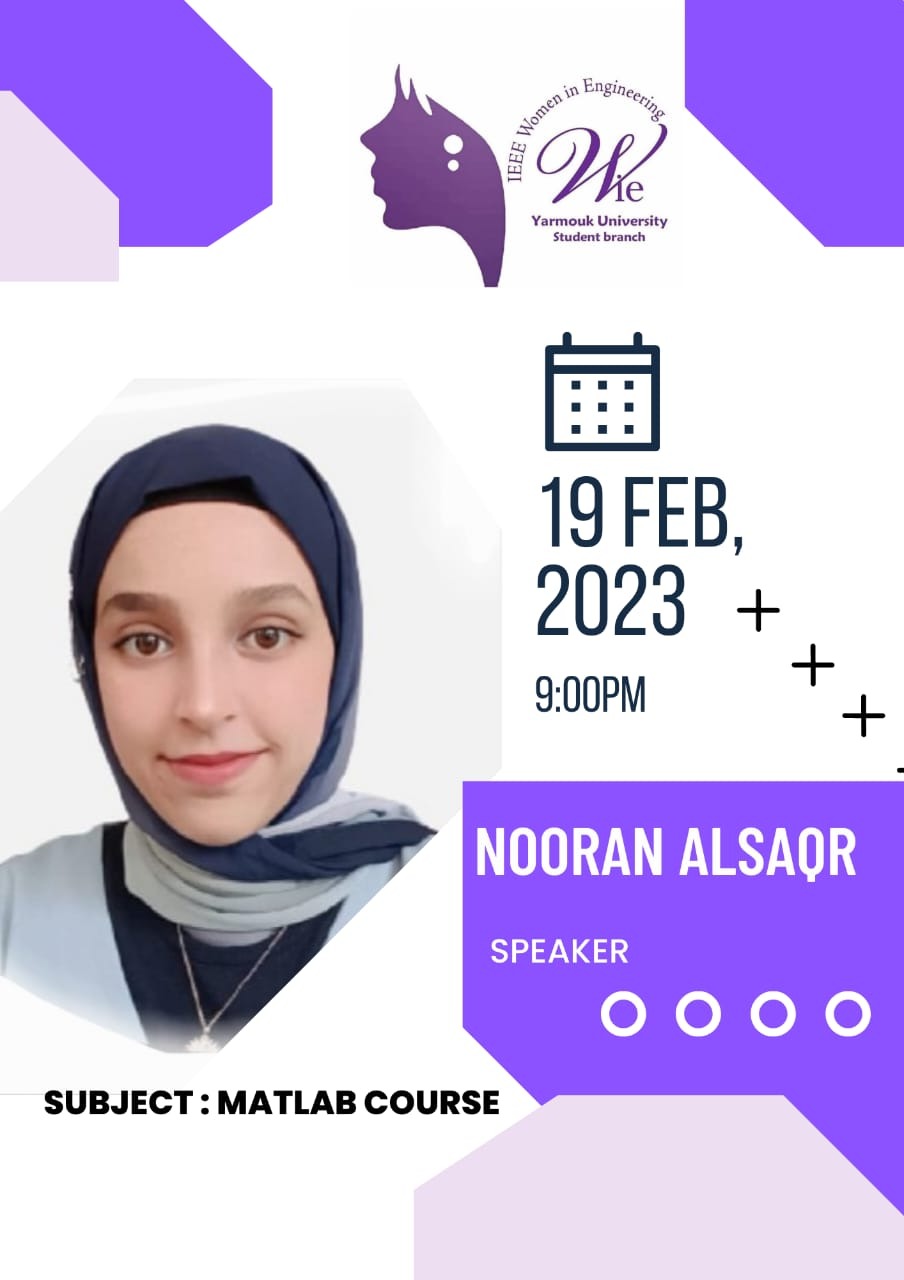 IEEE Women in Engineering
Wie
Yarmouk University
Student branch
19 FEB,
2023
9:00PM
NOORAN ALSAQR
SPEAKER
SUBJECT : MATLAB COURSE